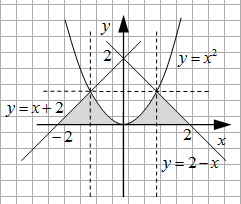 y
2
y = x²
y = x + 2
−2
2
x
y = 2 − x